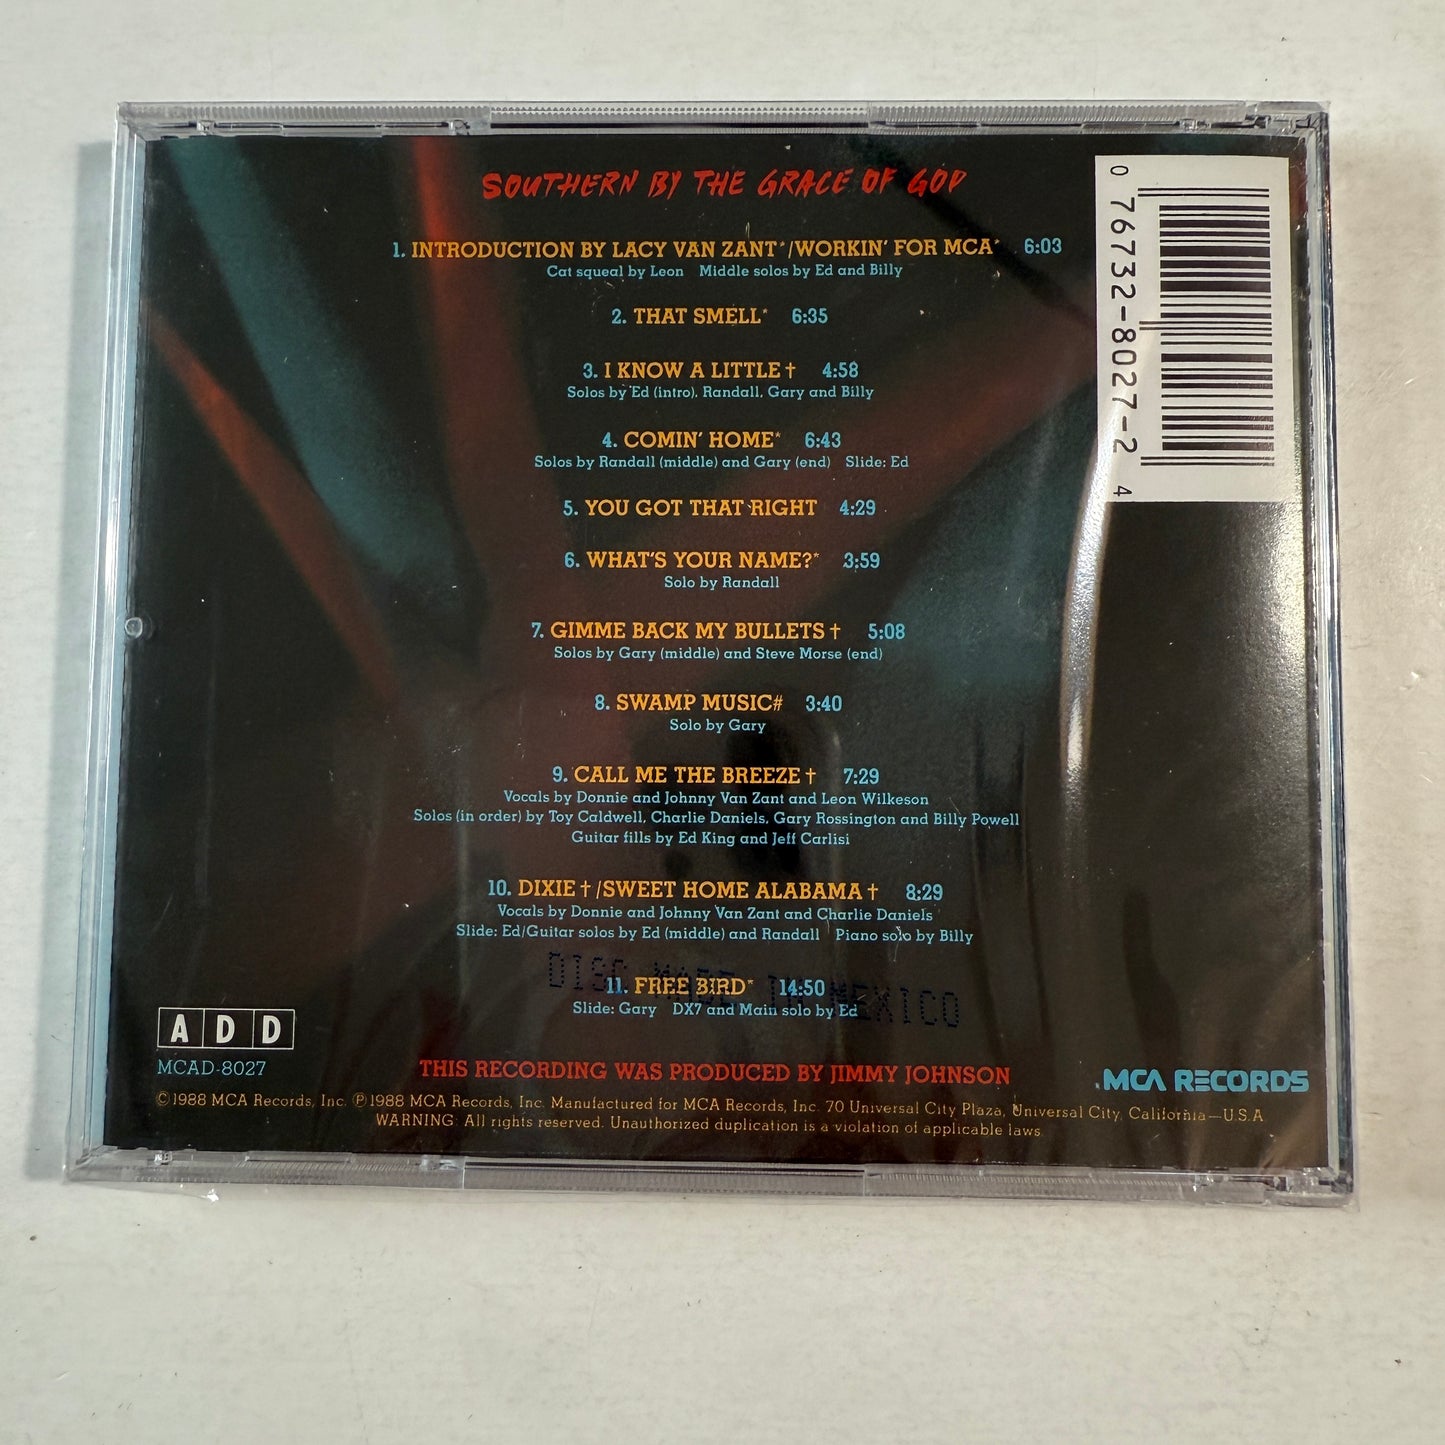 SOUTHERN BY THE GRACE OF GOD
0 76732-8027-2 4
1. INTRODUCTION BY LACY VAN ZANT*/WORKIN' FOR MCA* 6:03
Cat squeal by Leon Middle solos by Ed and Billy
2. THAT SMELL* 6:35
3. I KNOW A LITTLE† 4:58
Solos by Ed (intro), Randall, Gary and Billy
4. COMIN' HOME* 6:43
Solos by Randall (middle) and Gary (end) Slide: Ed
5. YOU GOT THAT RIGHT 4:29
6. WHAT'S YOUR NAME?* 3:59
Solo by Randall
7. GIMME BACK MY BULLETS† 5:08
Solos by Gary (middle) and Steve Morse (end)
8. SWAMP MUSIC# 3:40
Solo by Gary
9. CALL ME THE BREEZE† 7:29
Vocals by Donnie and Johnny Van Zant and Leon Wilkeson
Solos (in order) by Toy Caldwell, Charlie Daniels, Gary Rossington and Billy Powell
Guitar fills by Ed King and Jeff Carlisi
10. DIXIE†/SWEET HOME ALABAMA† 8:29
Vocals by Donnie and Johnny Van Zant and Charlie Daniels
Slide: Ed/Guitar solos by Ed (middle) and Randall Piano solo by Billy
DISC MADE IN MEXICO
11. FREE BIRD* 14:50
Slide: Gary DX7 and Main solo by Ed
ADD
MCAD-8027
THIS RECORDING WAS PRODUCED BY JIMMY JOHNSON
MCA RECORDS
©1988 MCA Records, Inc. ℗1988 MCA Records, Inc. Manufactured for MCA Records, Inc. 70 Universal City Plaza, Universal City, California—U.S.A.
WARNING: All rights reserved. Unauthorized duplication is a violation of applicable laws.